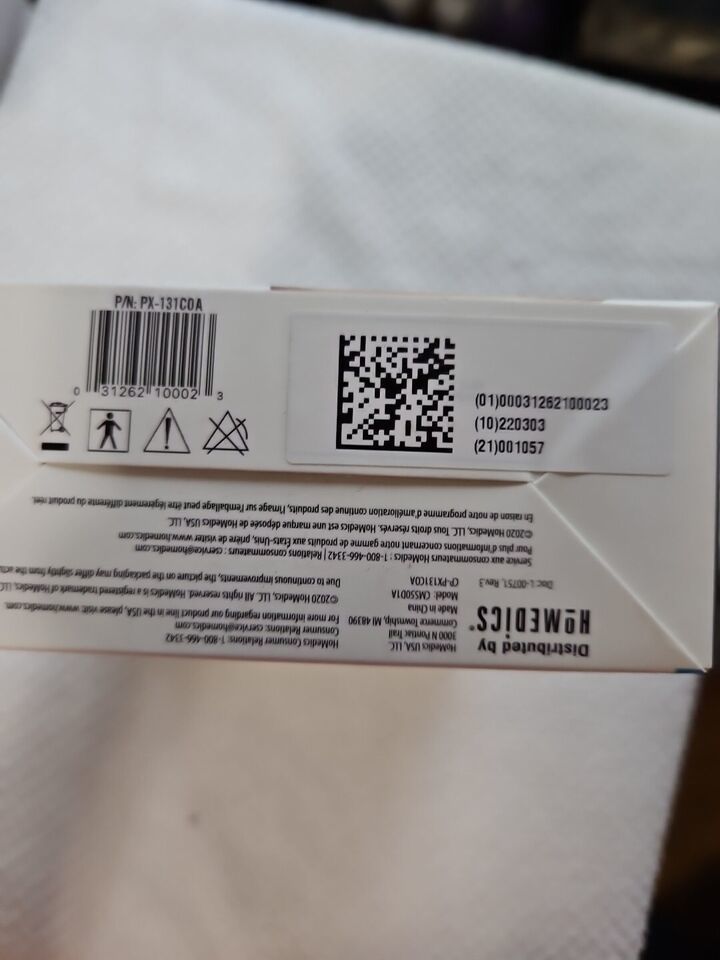 P/N: PX-131C0A
0 31262 10002 3
(01)00031262100023
(10)220303
(21)001057
Distributed by
HoMEDiCS®
Doc: L-00751, Rev.3
HoMedics USA, LLC
3000 N Pontiac Trail
Commerce Township, MI 48390
Made in China
Model: CMS50D1A
CP-PX131C0A
HoMedics Consumer Relations: 1-800-466-3342
Consumer Relations: cservice@homedics.com
For more information regarding our product line in the USA, please visit: www.homedics.com.
©2020 HoMedics, LLC. All rights reserved. HoMedics is a registered trademark of HoMedics, LLC
Due to continuous improvements, the picture on the packaging may differ slightly from the
Service aux consommateurs HoMedics : 1-800-466-3342 | Relations consommateurs : cservice@homedics.com
Pour plus d'informations concernant notre gamme de produits aux États-Unis, prière de visiter www.homedics.com
©2020 HoMedics, LLC, Tous droits réservés. HoMedics est une marque déposée de HoMedics USA, LLC.
En raison de notre programme d'amélioration continue des produits, l'image sur l'emballage peut être légèrement différente du produit réel.